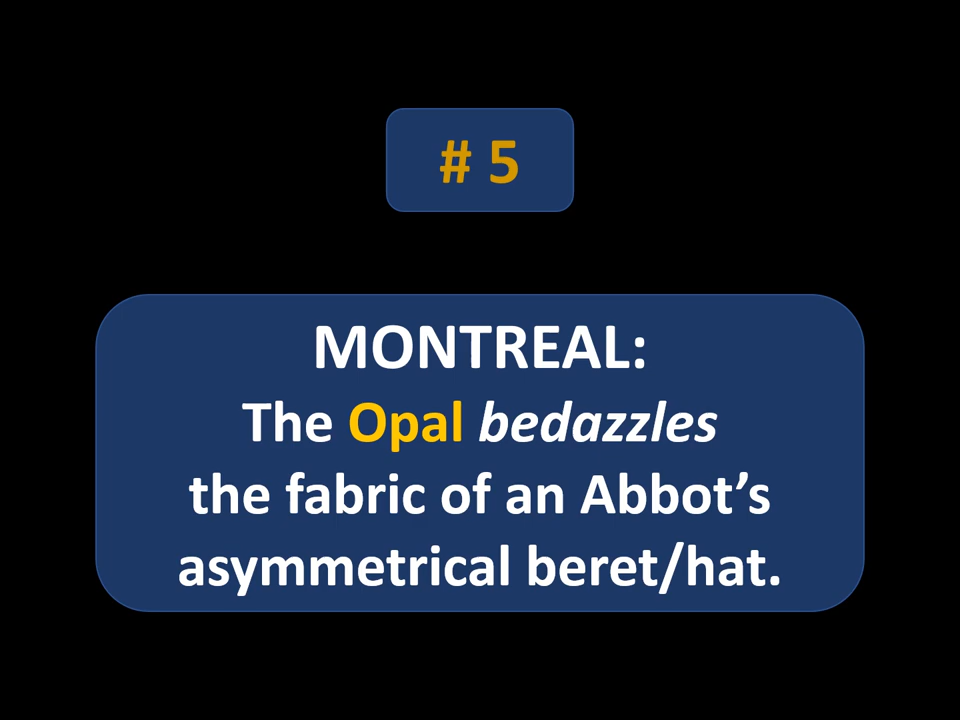 # 5
MONTREAL:
The Opal bedazzles
the fabric of an Abbot’s
asymmetrical beret/hat.